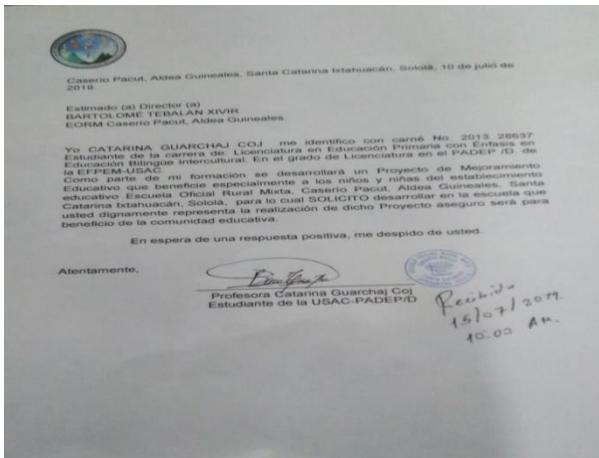 Caserío Pacut, Aldea Guineales, Santa Catarina Ixtahuacán, Sololá, 10 de julio de
2019.
Estimado (a) Director (a)
BARTOLOMÉ TEBALÁN XIVIR
EORM Caserío Pacut, Aldea Guineales.
Yo CATARINA GUARCHAJ COJ me identifico con carné No. 2013 28637
Estudiante de la carrera de: Licenciatura en Educación Primaria con Énfasis en
Educación Bilingüe Intercultural. En el grado de Licenciatura en el PADEP /D. de
la EFPEM-USAC.
Como parte de mi formación se desarrollará un Proyecto de Mejoramiento
Educativo que beneficie especialmente a los niños y niñas del establecimiento
educativo Escuela Oficial Rural Mixta, Caserío Pacut, Aldea Guineales, Santa
Catarina Ixtahuacán, Sololá, para lo cual SOLICITO desarrollar en la escuela que
usted dignamente representa la realización de dicho Proyecto aseguro será para
beneficio de la comunidad educativa.
En espera de una respuesta positiva, me despido de usted.
Atentamente,
Profesora Catarina Guarchaj Coj
Estudiante de la USAC-PADEP/D
Recibido
15/07/2019.
10:00 AM.